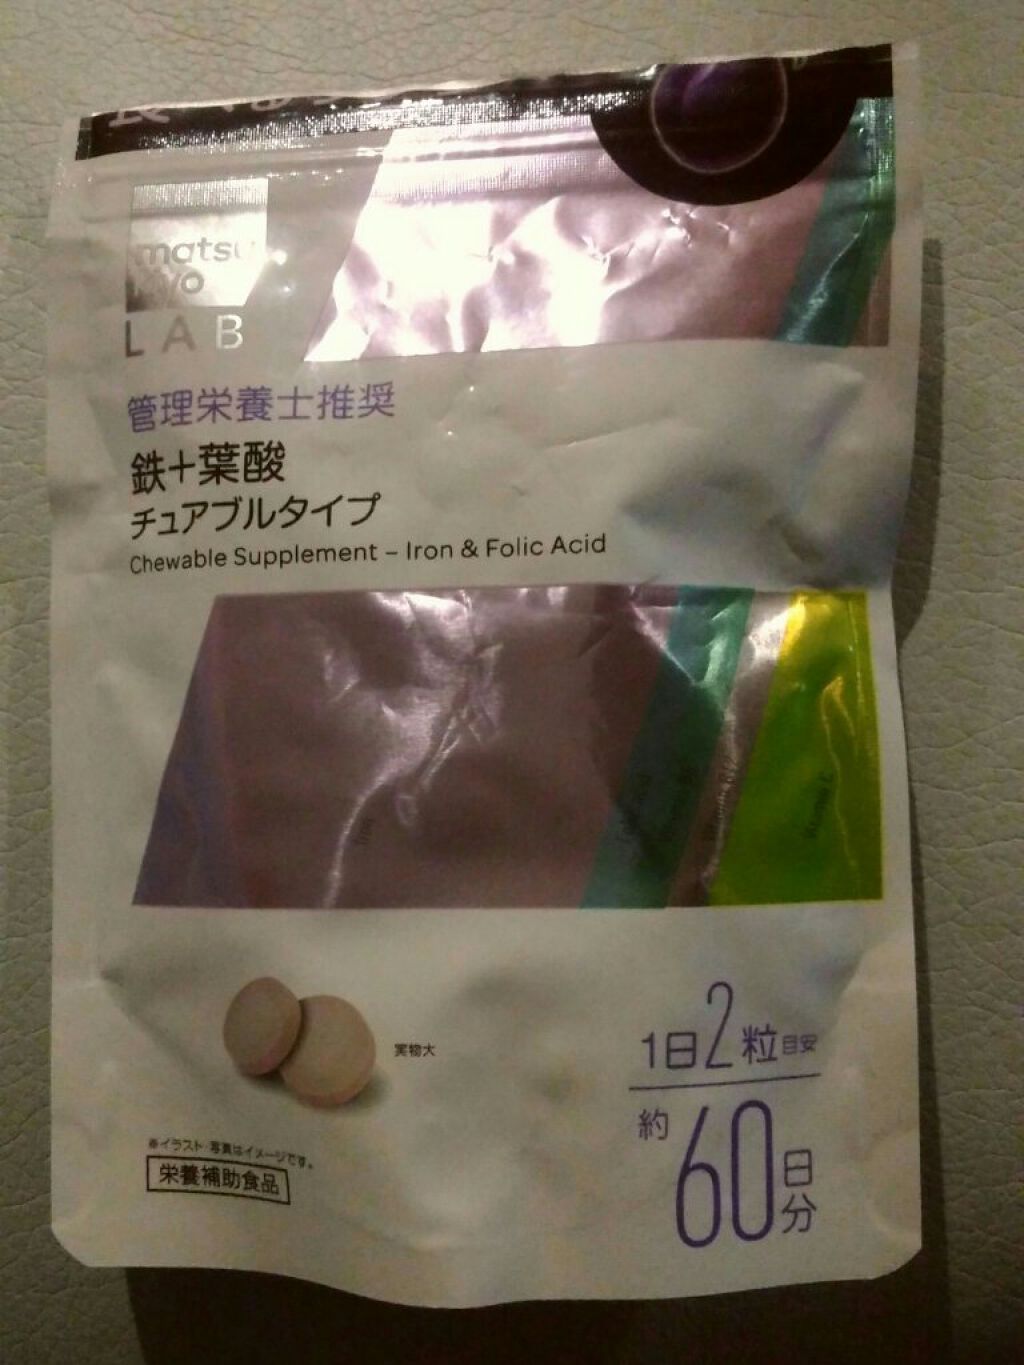 matsu
kyo
LAB
管理栄養士推奨
鉄＋葉酸
チュアブルタイプ
Chewable Supplement – Iron & Folic Acid
実物大
1日2粒目安
約60日分
※イラスト・写真はイメージです。
栄養補助食品